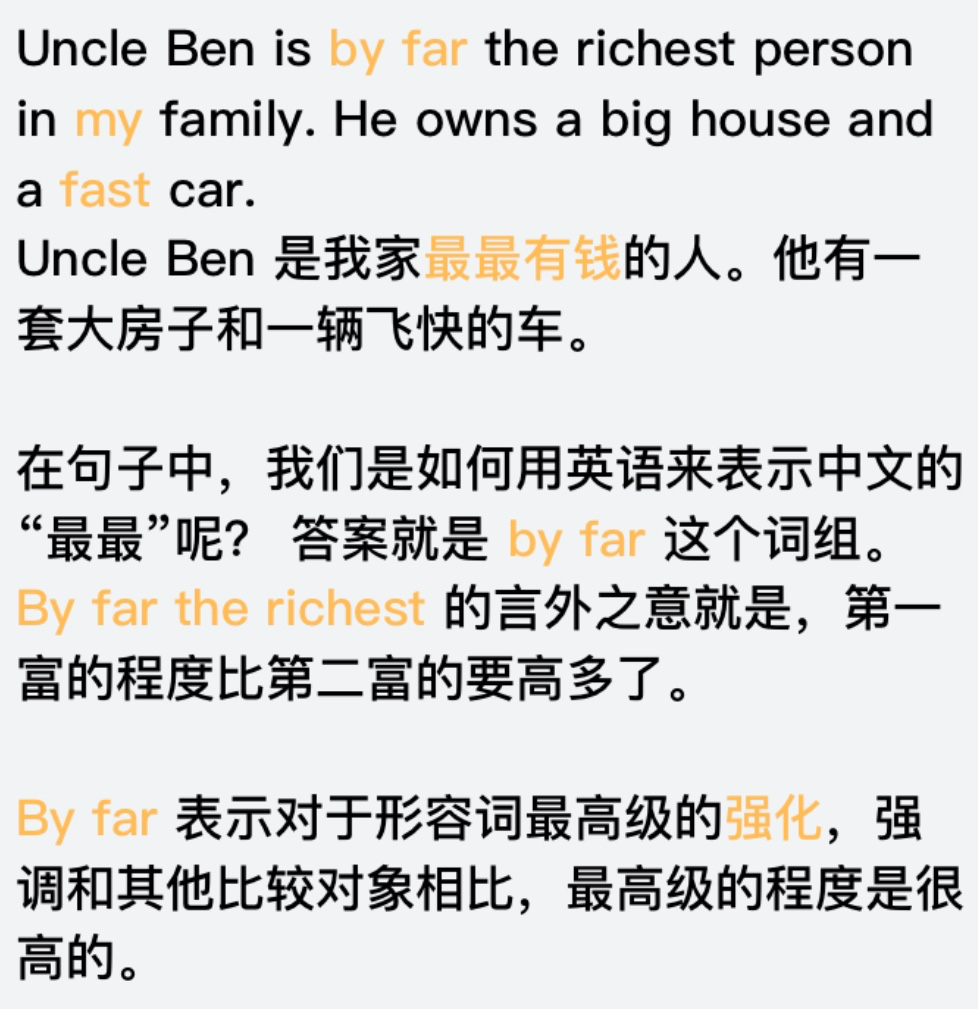 Uncle Ben is by far the richest person
in my family. He owns a big house and
a fast car.
Uncle Ben 是我家最最有钱的人。他有一
套大房子和一辆飞快的车。
在句子中，我们是如何用英语来表示中文的
“最最”呢？ 答案就是 by far 这个词组。
By far the richest 的言外之意就是，第一
富的程度比第二富的要高多了。
By far 表示对于形容词最高级的强化，强
调和其他比较对象相比，最高级的程度是很
高的。